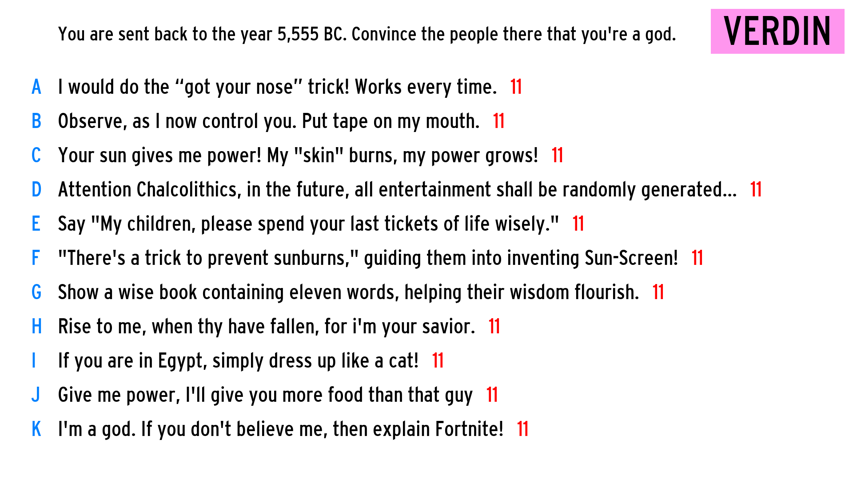 You are sent back to the year 5,555 BC. Convince the people there that you're a god.
VERDIN
A I would do the “got your nose” trick! Works every time. 11
B Observe, as I now control you. Put tape on my mouth. 11
C Your sun gives me power! My "skin" burns, my power grows! 11
D Attention Chalcolithics, in the future, all entertainment shall be randomly generated... 11
E Say "My children, please spend your last tickets of life wisely." 11
F "There's a trick to prevent sunburns," guiding them into inventing Sun-Screen! 11
G Show a wise book containing eleven words, helping their wisdom flourish. 11
H Rise to me, when thy have fallen, for i'm your savior. 11
I If you are in Egypt, simply dress up like a cat! 11
J Give me power, I'll give you more food than that guy 11
K I'm a god. If you don't believe me, then explain Fortnite! 11